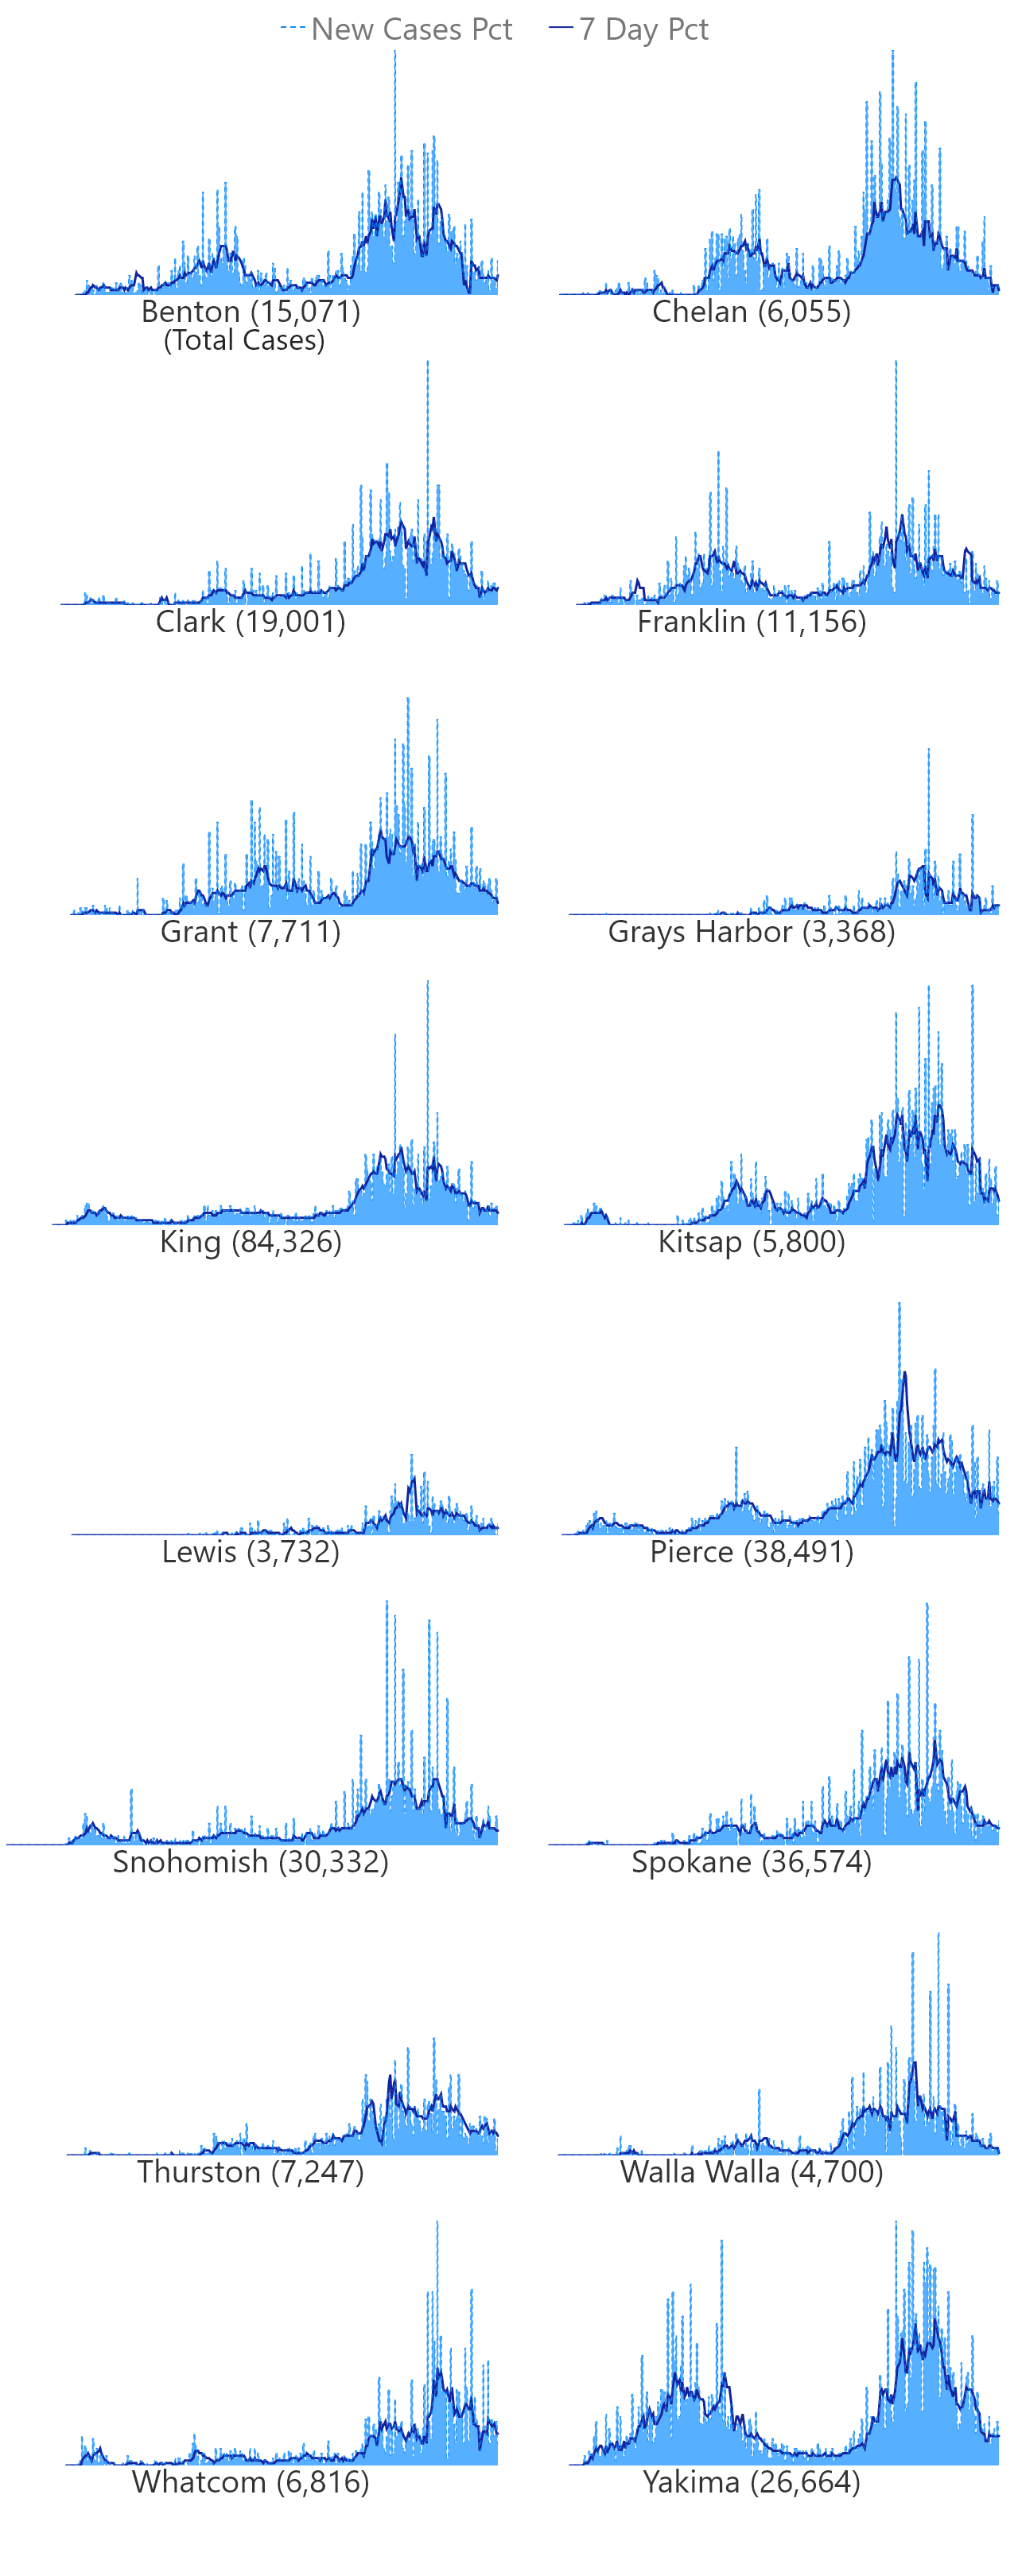 New Cases Pct 7 Day Pct
Benton (15,071) Chelan (6,055)
(Total Cases)
Clark (19,001) Franklin (11,156)
Grant (7,711) Grays Harbor (3,368)
King (84,326) Kitsap (5,800)
Lewis (3,732) Pierce (38,491)
Snohomish (30,332) Spokane (36,574)
Thurston (7,247) Walla Walla (4,700)
Whatcom (6,816) Yakima (26,664)